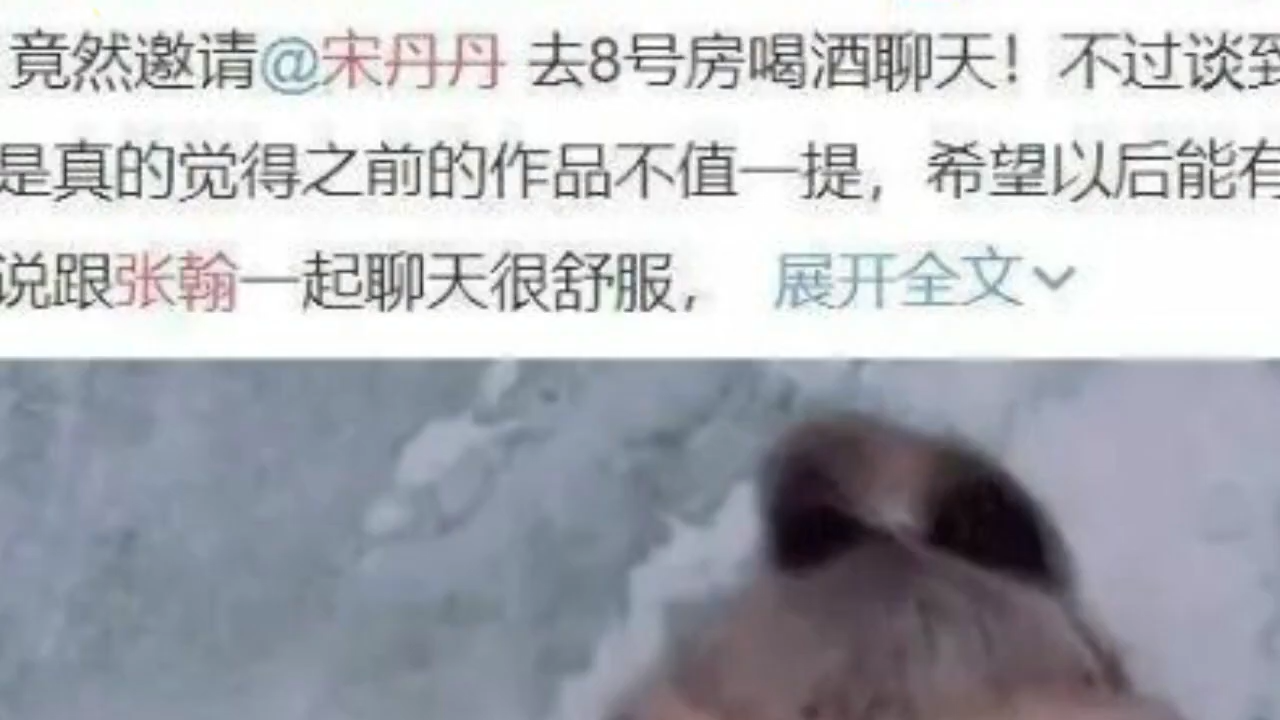 竟然邀请@宋丹丹 去8号房喝酒聊天！不过谈到
是真的觉得之前的作品不值一提，希望以后能有
说跟张翰一起聊天很舒服， 展开全文